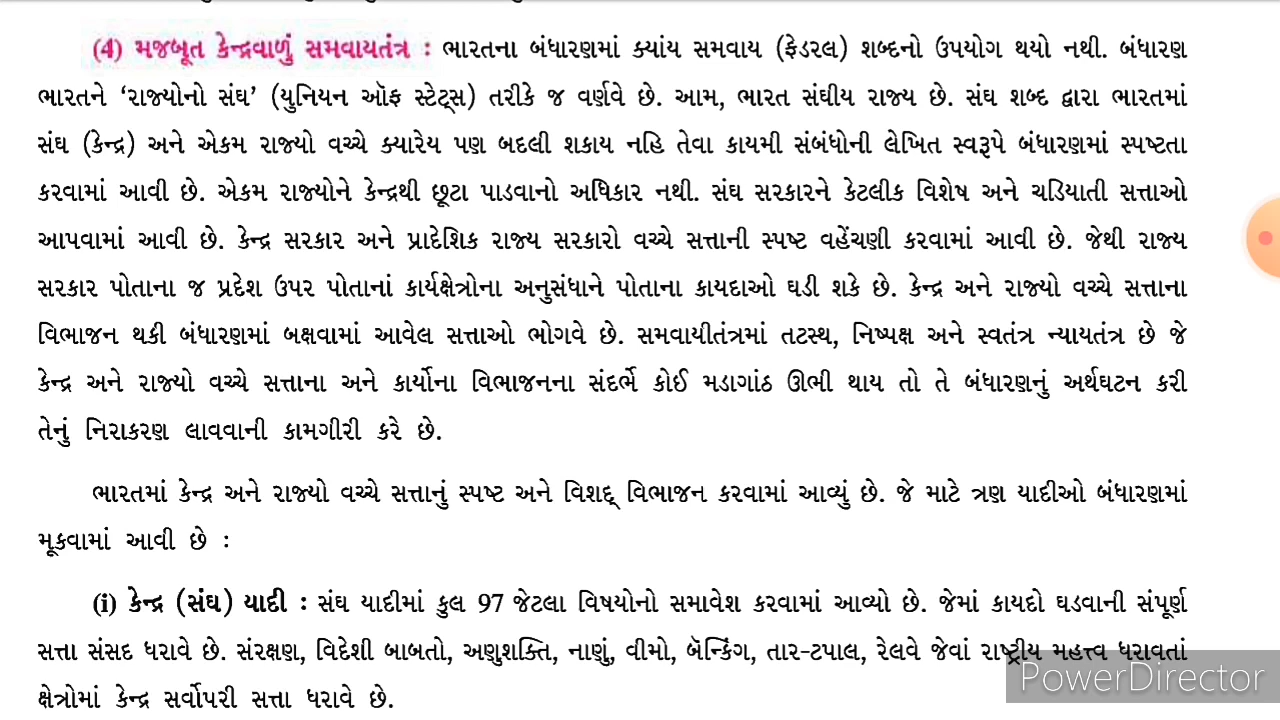 (4) મજબૂત કેન્દ્રવાળું સમવાયતંત્ર : ભારતના બંધારણમાં ક્યાંય સમવાય (ફેડરલ) શબ્દનો ઉપયોગ થયો નથી. બંધારણ
ભારતને ‘રાજ્યોનો સંઘ’ (યુનિયન ઑફ સ્ટેટ્સ) તરીકે જ વર્ણવે છે. આમ, ભારત સંઘીય રાજ્ય છે. સંઘ શબ્દ દ્વારા ભારતમાં
સંઘ (કેન્દ્ર) અને એકમ રાજ્યો વચ્ચે ક્યારેય પણ બદલી શકાય નહિ તેવા કાયમી સંબંધોની લેખિત સ્વરૂપે બંધારણમાં સ્પષ્ટતા
કરવામાં આવી છે. એકમ રાજ્યોને કેન્દ્રથી છૂટા પાડવાનો અધિકાર નથી. સંઘ સરકારને કેટલીક વિશેષ અને ચડિયાતી સત્તાઓ
આપવામાં આવી છે. કેન્દ્ર સરકાર અને પ્રાદેશિક રાજ્ય સરકારો વચ્ચે સત્તાની સ્પષ્ટ વહેંચણી કરવામાં આવી છે. જેથી રાજ્ય
સરકાર પોતાના જ પ્રદેશ ઉપર પોતાનાં કાર્યક્ષેત્રોના અનુસંધાને પોતાના કાયદાઓ ઘડી શકે છે. કેન્દ્ર અને રાજ્યો વચ્ચે સત્તાના
વિભાજન થકી બંધારણમાં બક્ષવામાં આવેલ સત્તાઓ ભોગવે છે. સમવાયીતંત્રમાં તટસ્થ, નિષ્પક્ષ અને સ્વતંત્ર ન્યાયતંત્ર છે જે
કેન્દ્ર અને રાજ્યો વચ્ચે સત્તાના અને કાર્યોના વિભાજનના સંદર્ભે કોઈ મડાગાંઠ ઊભી થાય તો તે બંધારણનું અર્થઘટન કરી
તેનું નિરાકરણ લાવવાની કામગીરી કરે છે.
ભારતમાં કેન્દ્ર અને રાજ્યો વચ્ચે સત્તાનું સ્પષ્ટ અને વિશદ્ વિભાજન કરવામાં આવ્યું છે. જે માટે ત્રણ યાદીઓ બંધારણમાં
મૂકવામાં આવી છે :
(i) કેન્દ્ર (સંઘ) યાદી : સંઘ યાદીમાં કુલ 97 જેટલા વિષયોનો સમાવેશ કરવામાં આવ્યો છે. જેમાં કાયદો ઘડવાની સંપૂર્ણ
સત્તા સંસદ ધરાવે છે. સંરક્ષણ, વિદેશી બાબતો, અણુશક્તિ, નાણું, વીમો, બૅન્કિંગ, તાર-ટપાલ, રેલવે જેવાં રાષ્ટ્રીય મહત્ત્વ ધરાવતાં
ક્ષેત્રોમાં કેન્દ્ર સર્વોપરી સત્તા ધરાવે છે.
PowerDirector